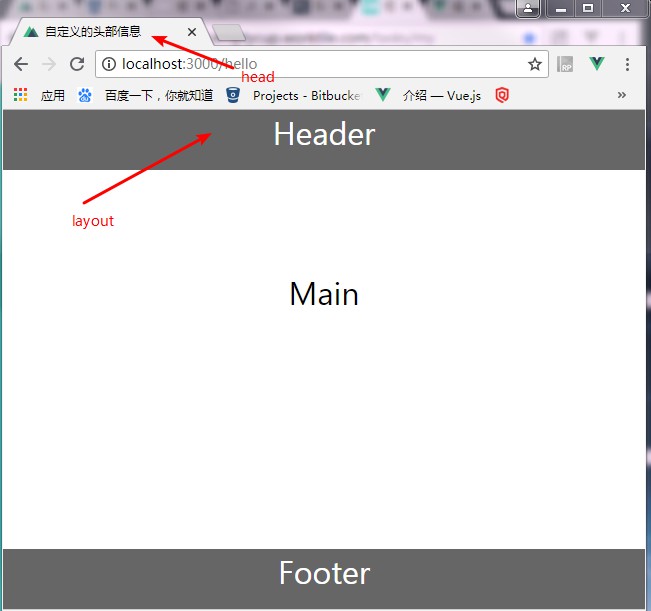 自定义的头部信息
localhost:3000/hello
head
应用 百度一下，你就知道 Projects - Bitbucke 介绍 — Vue.js
Header
layout
Main
Footer